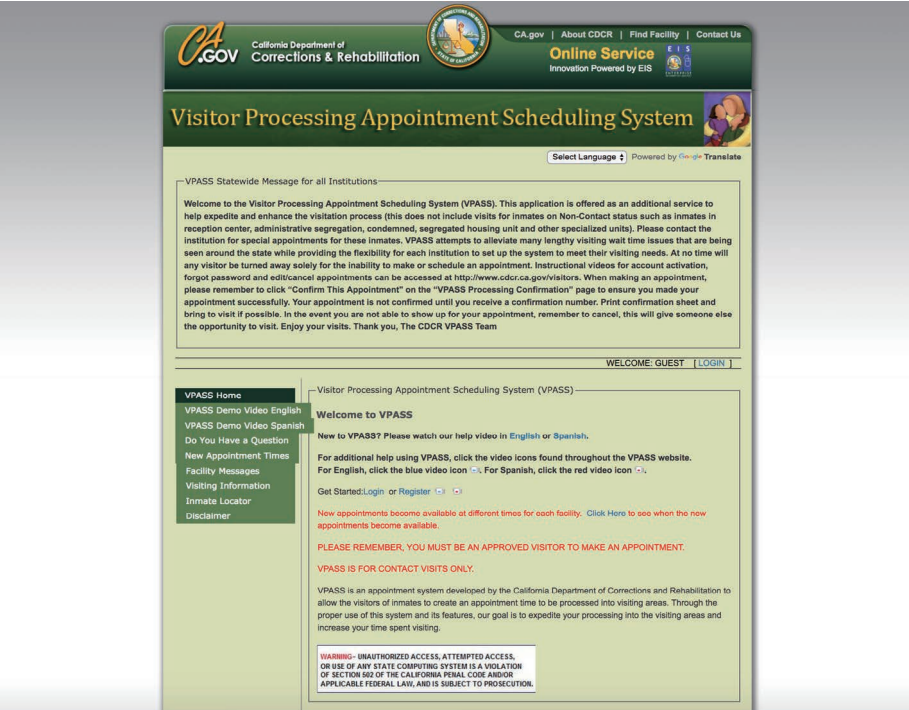 CA.gov | About CDCR | Find Facility | Contact Us
CA
.GOV
California Department of
Corrections & Rehabilitation
Online Service
Innovation Powered by EIS
EIS
Visitor Processing Appointment Scheduling System
Select Language
Powered by Google Translate
VPASS Statewide Message for all Institutions
Welcome to the Visitor Processing Appointment Scheduling System (VPASS). This application is offered as an additional service to
help expedite and enhance the visitation process (this does not include visits for inmates on Non-Contact status such as inmates in
reception center, administrative segregation, condemned, segregated housing unit and other specialized units). Please contact the
institution for special appointments for these inmates. VPASS attempts to alleviate many lengthy visiting wait time issues that are being
seen around the state while providing the flexibility for each institution to set up the system to meet their visiting needs. At no time will
any visitor be turned away solely for the inability to make or schedule an appointment. Instructional videos for account activation,
forgot password and edit/cancel appointments can be accessed at http://www.cdcr.ca.gov/visitors. When making an appointment,
please remember to click “Confirm This Appointment” on the “VPASS Processing Confirmation” page to ensure you made your
appointment successfully. Your appointment is not confirmed until you receive a confirmation number. Print confirmation sheet and
bring to visit if possible. In the event you are not able to show up for your appointment, remember to cancel, this will give someone else
the opportunity to visit. Enjoy your visits. Thank you, The CDCR VPASS Team
WELCOME: GUEST [ LOGIN ]
VPASS Home
VPASS Demo Video English
VPASS Demo Video Spanish
Do You Have a Question
New Appointment Times
Facility Messages
Visiting Information
Inmate Locator
Disclaimer
Visitor Processing Appointment Scheduling System (VPASS)
Welcome to VPASS
New to VPASS? Please watch our help video in English or Spanish.
For additional help using VPASS, click the video icons found throughout the VPASS website.
For English, click the blue video icon . For Spanish, click the red video icon .
Get Started:Login or Register
New appointments become available at different times for each facility. Click Here to see when the new
appointments become available.
PLEASE REMEMBER, YOU MUST BE AN APPROVED VISITOR TO MAKE AN APPOINTMENT.
VPASS IS FOR CONTACT VISITS ONLY.
VPASS is an appointment system developed by the California Department of Corrections and Rehabilitation to
allow the visitors of inmates to create an appointment time to be processed into visiting areas. Through the
proper use of this system and its features, our goal is to expedite your processing into the visiting areas and
increase your time spent visiting.
WARNING- UNAUTHORIZED ACCESS, ATTEMPTED ACCESS,
OR USE OF ANY STATE COMPUTING SYSTEM IS A VIOLATION
OF SECTION 502 OF THE CALIFORNIA PENAL CODE AND/OR
APPLICABLE FEDERAL LAW, AND IS SUBJECT TO PROSECUTION.